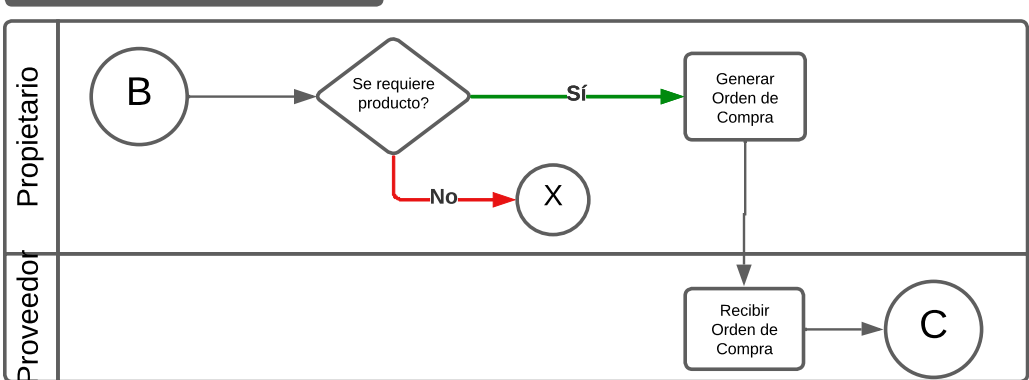 Propietario
B
Se requiere
producto?
Sí
Generar
Orden de
Compra
No
X
Proveedor
Recibir
Orden de
Compra
C